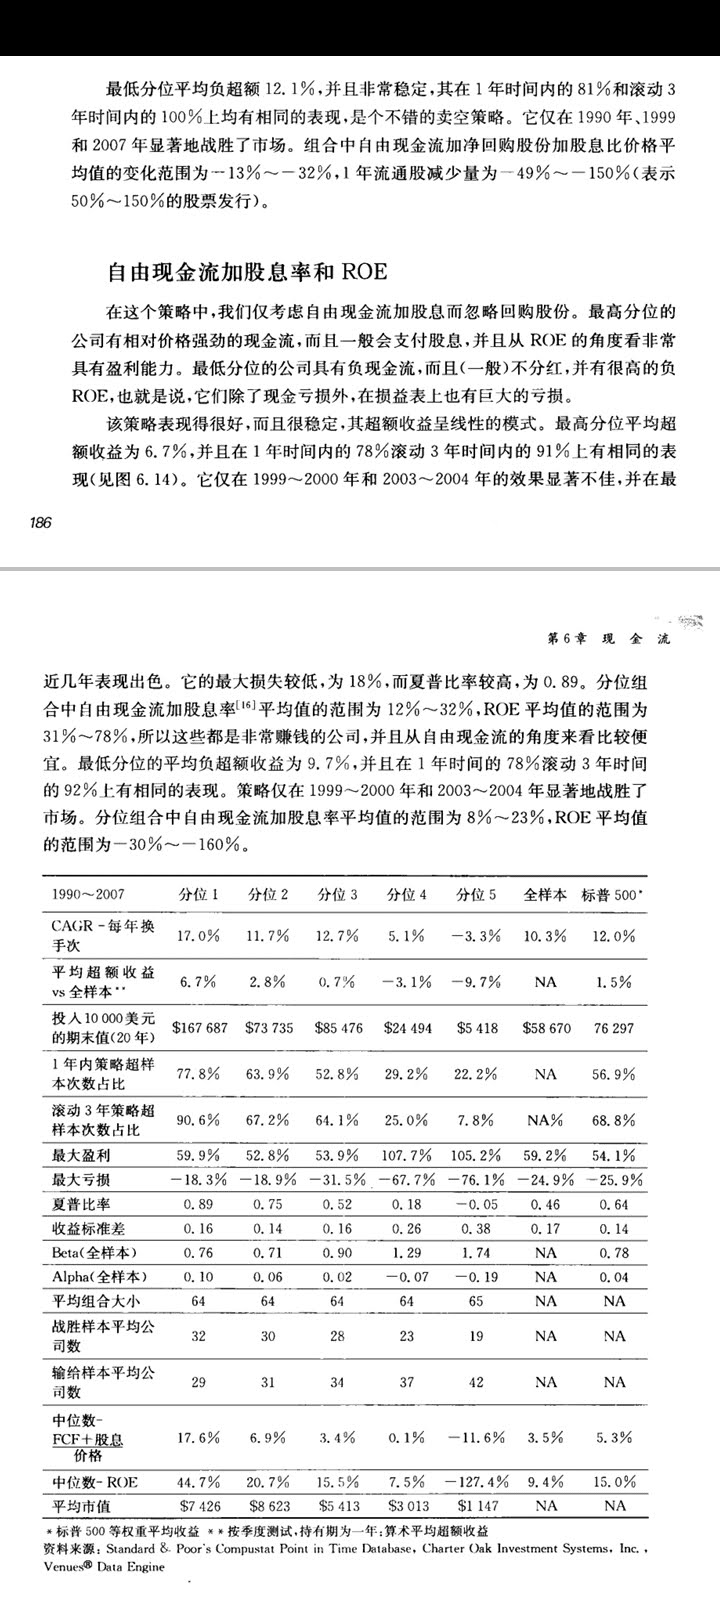 最低分位平均负超额 12.1%,并且非常稳定,其在 1 年时间内的 81%和滚动 3
年时间内的 100%上均有相同的表现,是个不错的卖空策略。它仅在 1990 年、1999
和 2007 年显著地战胜了市场。组合中自由现金流加净回购股份加股息比价格平
均值的变化范围为-13%~-32%,1 年流通股减少量为-49%~-150%(表示
50%~150%的股票发行)。
自由现金流加股息率和 ROE
在这个策略中,我们仅考虑自由现金流加股息而忽略回购股份。最高分位的
公司有相对价格强劲的现金流,而且一般会支付股息,并且从 ROE 的角度看非常
具有盈利能力。最低分位的公司具有负现金流,而且(一般)不分红,并有很高的负
ROE,也就是说,它们除了现金亏损外,在损益表上也有巨大的亏损。
该策略表现得很好,而且很稳定,其超额收益呈线性的模式。最高分位平均超
额收益为 6.7%,并且在 1 年时间内的 78%滚动 3 年时间内的 91%上有相同的表
现(见图 6.14)。它仅在 1999~2000 年和 2003~2004 年的效果显著不佳,并在最
186
第 6 章 现 金 流
近几年表现出色。它的最大损失较低,为 18%,而夏普比率较高,为 0.89。分位组
合中自由现金流加股息率[16]平均值的范围为 12%~32%,ROE 平均值的范围为
31%~78%,所以这些都是非常赚钱的公司,并且从自由现金流的角度来看比较便
宜。最低分位的平均负超额收益为 9.7%,并且在 1 年时间的 78%滚动 3 年时间
的 92%上有相同的表现。策略仅在 1999~2000 年和 2003~2004 年显著地战胜了
市场。分位组合中自由现金流加股息率平均值的范围为 8%~23%,ROE 平均值
的范围为-30%~-160%。
1990~2007 分位 1 分位 2 分位 3 分位 4 分位 5 全样本 标普 500*
CAGR-每年换
手次 17.0% 11.7% 12.7% 5.1% -3.3% 10.3% 12.0%
平均超额收益
vs 全样本** 6.7% 2.8% 0.7% -3.1% -9.7% NA 1.5%
投入 10 000 美元
的期末值(20 年) $167 687 $73 735 $85 476 $24 494 $5 418 $58 670 76 297
1 年内策略超样
本次数占比 77.8% 63.9% 52.8% 29.2% 22.2% NA 56.9%
滚动 3 年策略超
样本次数占比 90.6% 67.2% 64.1% 25.0% 7.8% NA% 68.8%
最大盈利 59.9% 52.8% 53.9% 107.7% 105.2% 59.2% 54.1%
最大亏损 -18.3% -18.9% -31.5% -67.7% -76.1% -24.9% -25.9%
夏普比率 0.89 0.75 0.52 0.18 -0.05 0.46 0.64
收益标准差 0.16 0.14 0.16 0.26 0.38 0.17 0.14
Beta(全样本) 0.76 0.71 0.90 1.29 1.74 NA 0.78
Alpha(全样本) 0.10 0.06 0.02 -0.07 -0.19 NA 0.04
平均组合大小 64 64 64 64 65 NA NA
战胜样本平均公
司数 32 30 28 23 19 NA NA
输给样本平均公
司数 29 31 34 37 42 NA NA
中位数-
FCF+股息 17.6% 6.9% 3.4% 0.1% -11.6% 3.5% 5.3%
价格
中位数-ROE 44.7% 20.7% 15.5% 7.5% -127.4% 9.4% 15.0%
平均市值 $7 426 $8 623 $5 413 $3 013 $1 147 NA NA
*标普 500 等权重平均收益 **按季度测试,持有期为一年;算术平均超额收益
资料来源: Standard & Poor's Compustat Point in Time Database, Charter Oak Investment Systems, Inc.,
Venues® Data Engine